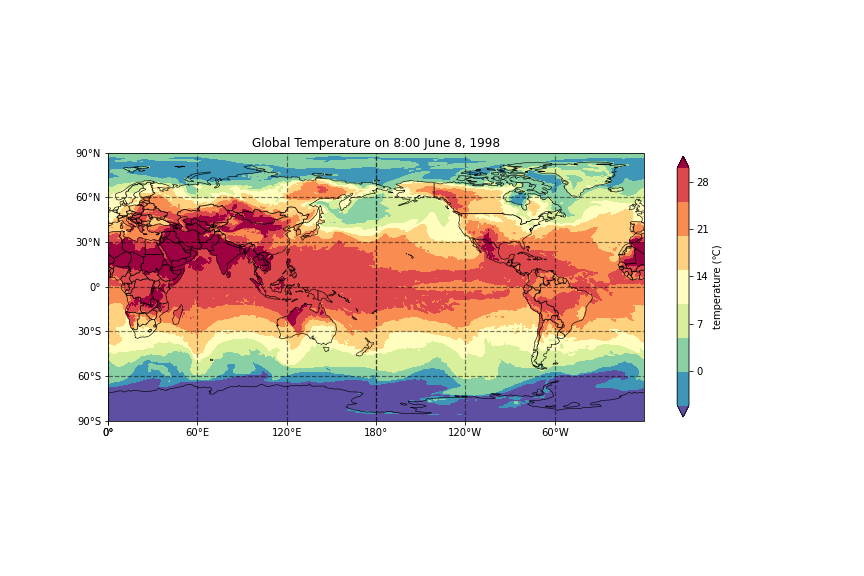 Global Temperature on 8:00 June 8, 1998
90°N
60°N
30°N
0°
30°S
60°S
90°S
0°
60°E
120°E
180°
120°W
60°W
28
21
14
7
0
temperature (℃)